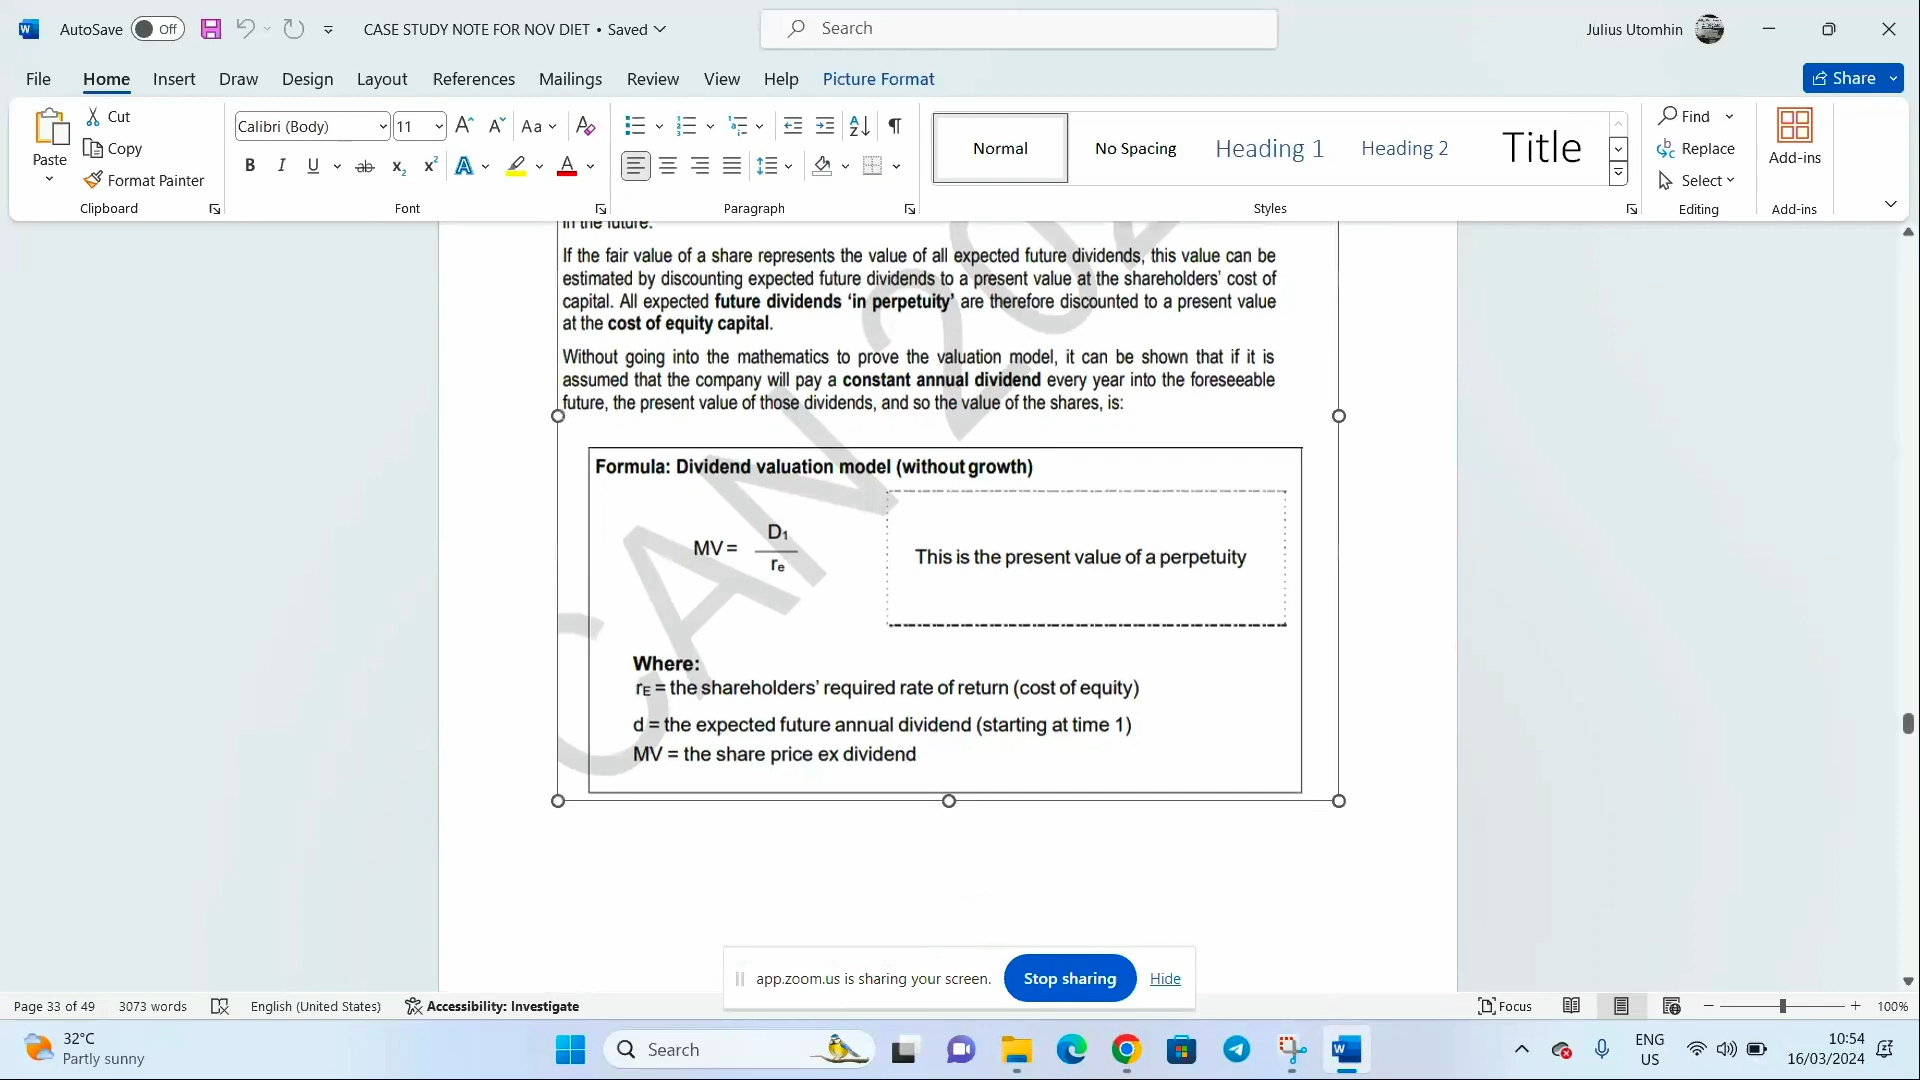 AutoSave Off CASE STUDY NOTE FOR NOV DIET • Saved Search Julius Utomhin
File Home Insert Draw Design Layout References Mailings Review View Help Picture Format Share
Paste Cut Copy Format Painter
Calibri (Body) 11 Aa
Normal No Spacing Heading 1 Heading 2 Title
Find Replace Select Add-ins
Clipboard Font Paragraph Styles Editing Add-ins
in the future.
If the fair value of a share represents the value of all expected future dividends, this value can be
estimated by discounting expected future dividends to a present value at the shareholders’ cost of
capital. All expected future dividends ‘in perpetuity’ are therefore discounted to a present value
at the cost of equity capital.
Without going into the mathematics to prove the valuation model, it can be shown that if it is
assumed that the company will pay a constant annual dividend every year into the foreseeable
future, the present value of those dividends, and so the value of the shares, is:
Formula: Dividend valuation model (without growth)
MV = D₁ / rₑ
This is the present value of a perpetuity
Where:
rE = the shareholders’ required rate of return (cost of equity)
d = the expected future annual dividend (starting at time 1)
MV = the share price ex dividend
CAN 202
app.zoom.us is sharing your screen. Stop sharing Hide
Page 33 of 49 3073 words English (United States) Accessibility: Investigate Focus 100%
32°C
Partly sunny
Search
ENG
US
10:54
16/03/2024